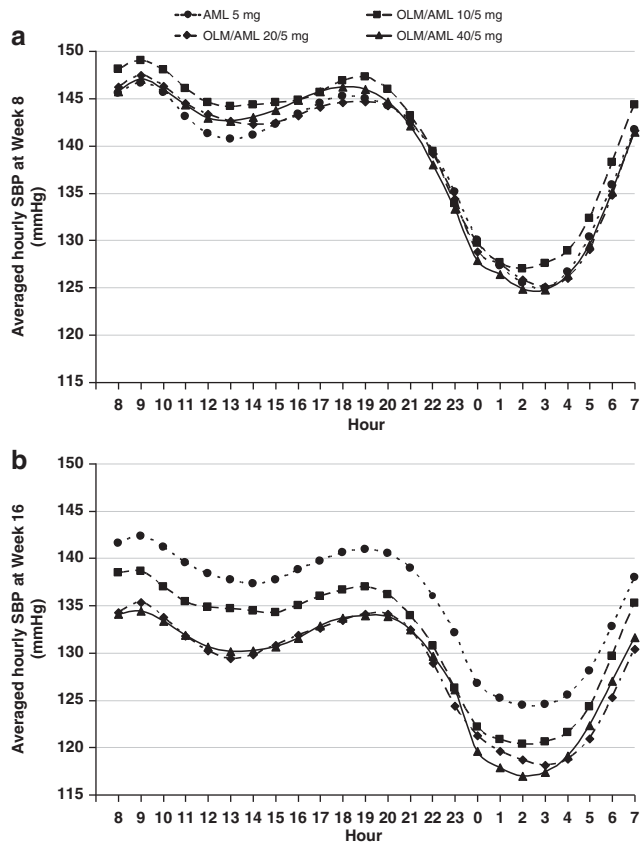 AML 5 mg
OLM/AML 10/5 mg
OLM/AML 20/5 mg
OLM/AML 40/5 mg
a
Averaged hourly SBP at Week 8
(mmHg)
150
145
140
135
130
125
120
115
8 9 10 11 12 13 14 15 16 17 18 19 20 21 22 23 0 1 2 3 4 5 6 7
Hour
b
Averaged hourly SBP at Week 16
(mmHg)
150
145
140
135
130
125
120
115
8 9 10 11 12 13 14 15 16 17 18 19 20 21 22 23 0 1 2 3 4 5 6 7
Hour